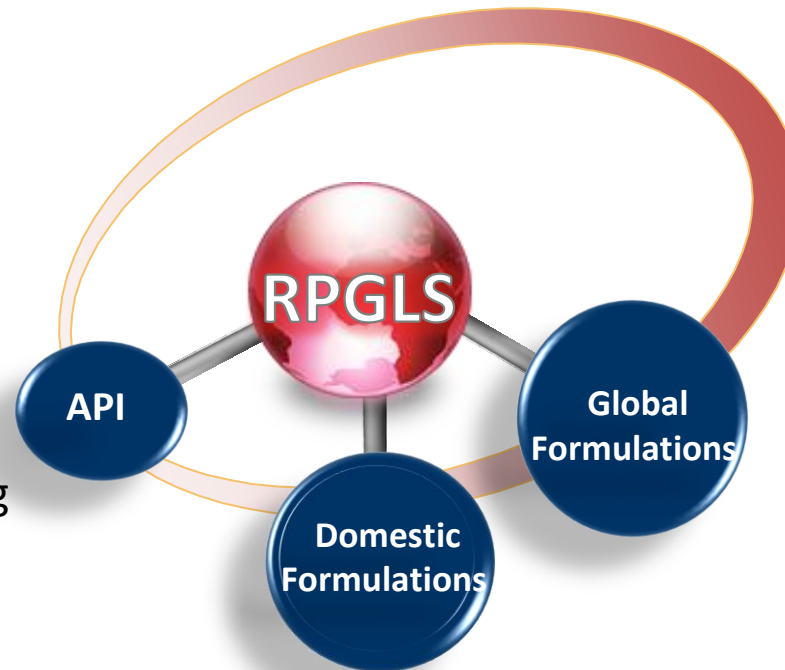 RPGLS
API
Global
Formulations
g
Domestic
Formulations